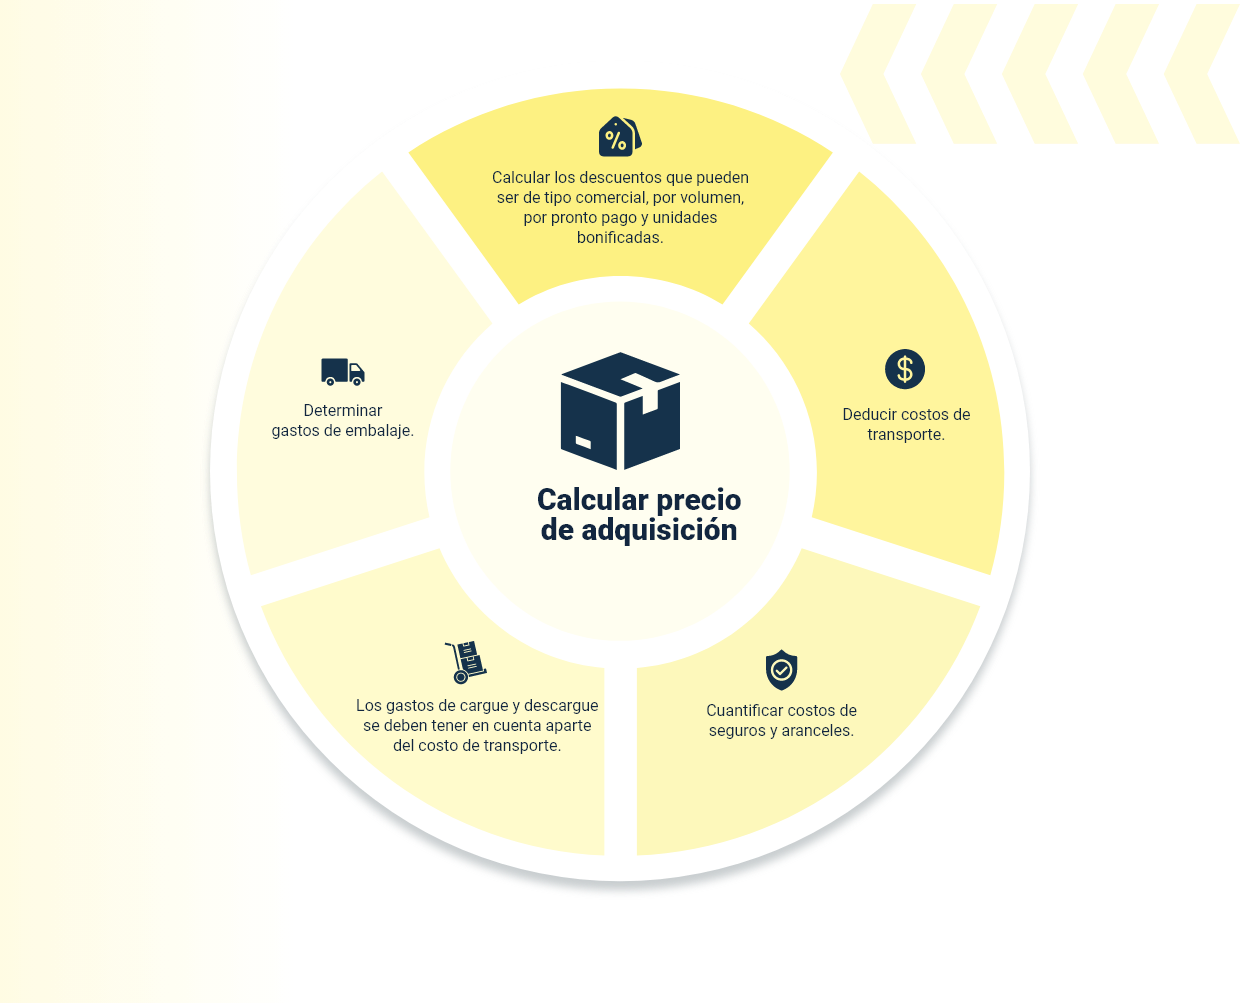 %
Calcular los descuentos que pueden
ser de tipo comercial, por volumen,
por pronto pago y unidades
bonificadas.
$
Deducir costos de
transporte.
Cuantificar costos de
seguros y aranceles.
Los gastos de cargue y descargue
se deben tener en cuenta aparte
del costo de transporte.
Determinar
gastos de embalaje.
Calcular precio
de adquisición